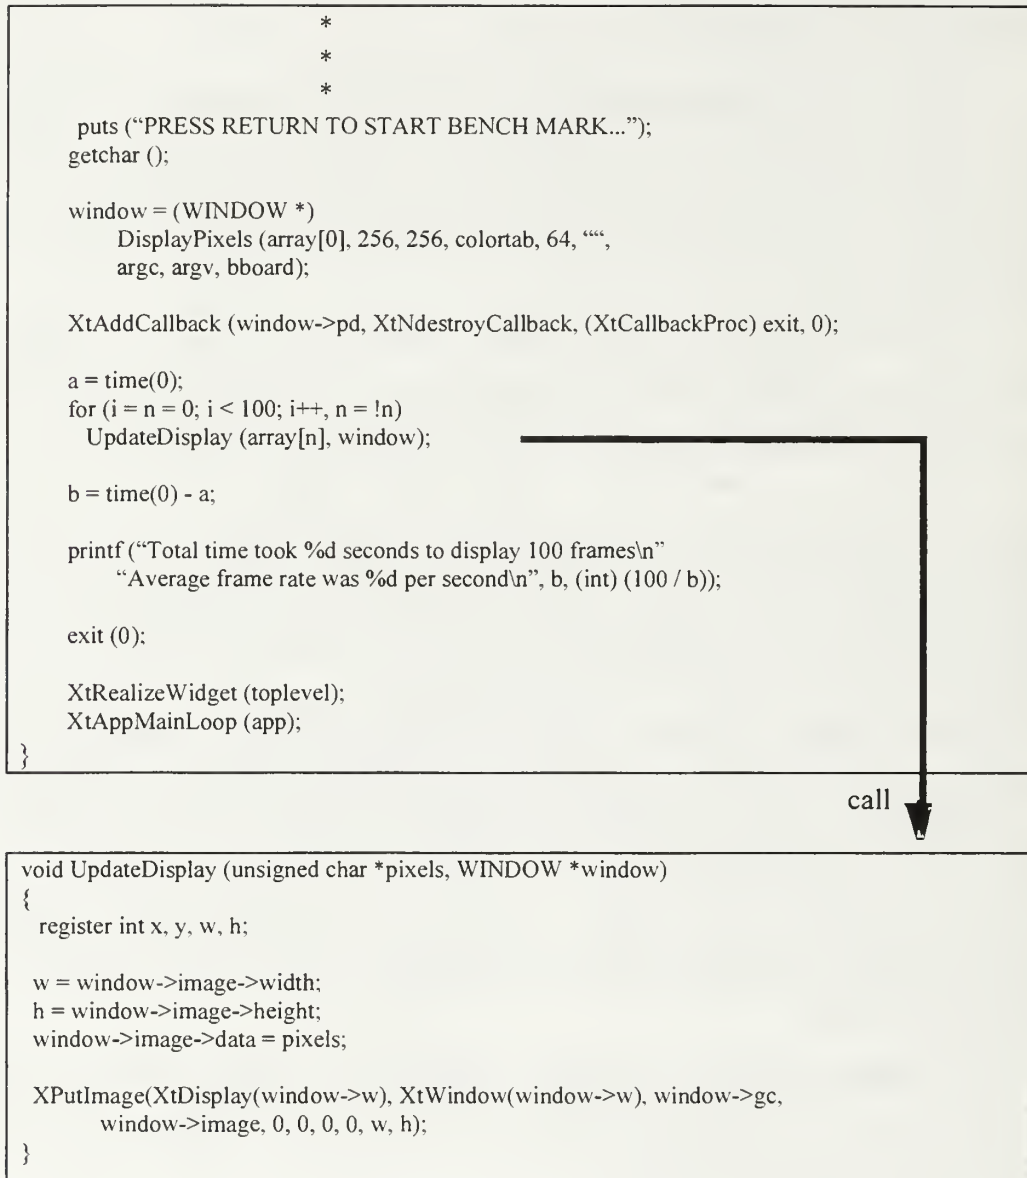 *
*
*
puts (“PRESS RETURN TO START BENCH MARK...”);
getchar ();
window = (WINDOW *)
DisplayPixels (array[0], 256, 256, colortab, 64, ““,
argc, argv, bboard);
XtAddCallback (window->pd, XtNdestroyCallback, (XtCallbackProc) exit, 0);
a = time(0);
for (i = n = 0; i < 100; i++, n = !n)
UpdateDisplay (array[n], window);
b = time(0) - a;
printf (“Total time took %d seconds to display 100 frames\n”
“Average frame rate was %d per second\n”, b, (int) (100 / b));
exit (0);
XtRealizeWidget (toplevel);
XtAppMainLoop (app);
}
call
void UpdateDisplay (unsigned char *pixels, WINDOW *window)
{
register int x, y, w, h;
w = window->image->width;
h = window->image->height;
window->image->data = pixels;
XPutImage(XtDisplay(window->w), XtWindow(window->w), window->gc,
window->image, 0, 0, 0, 0, w, h);
}